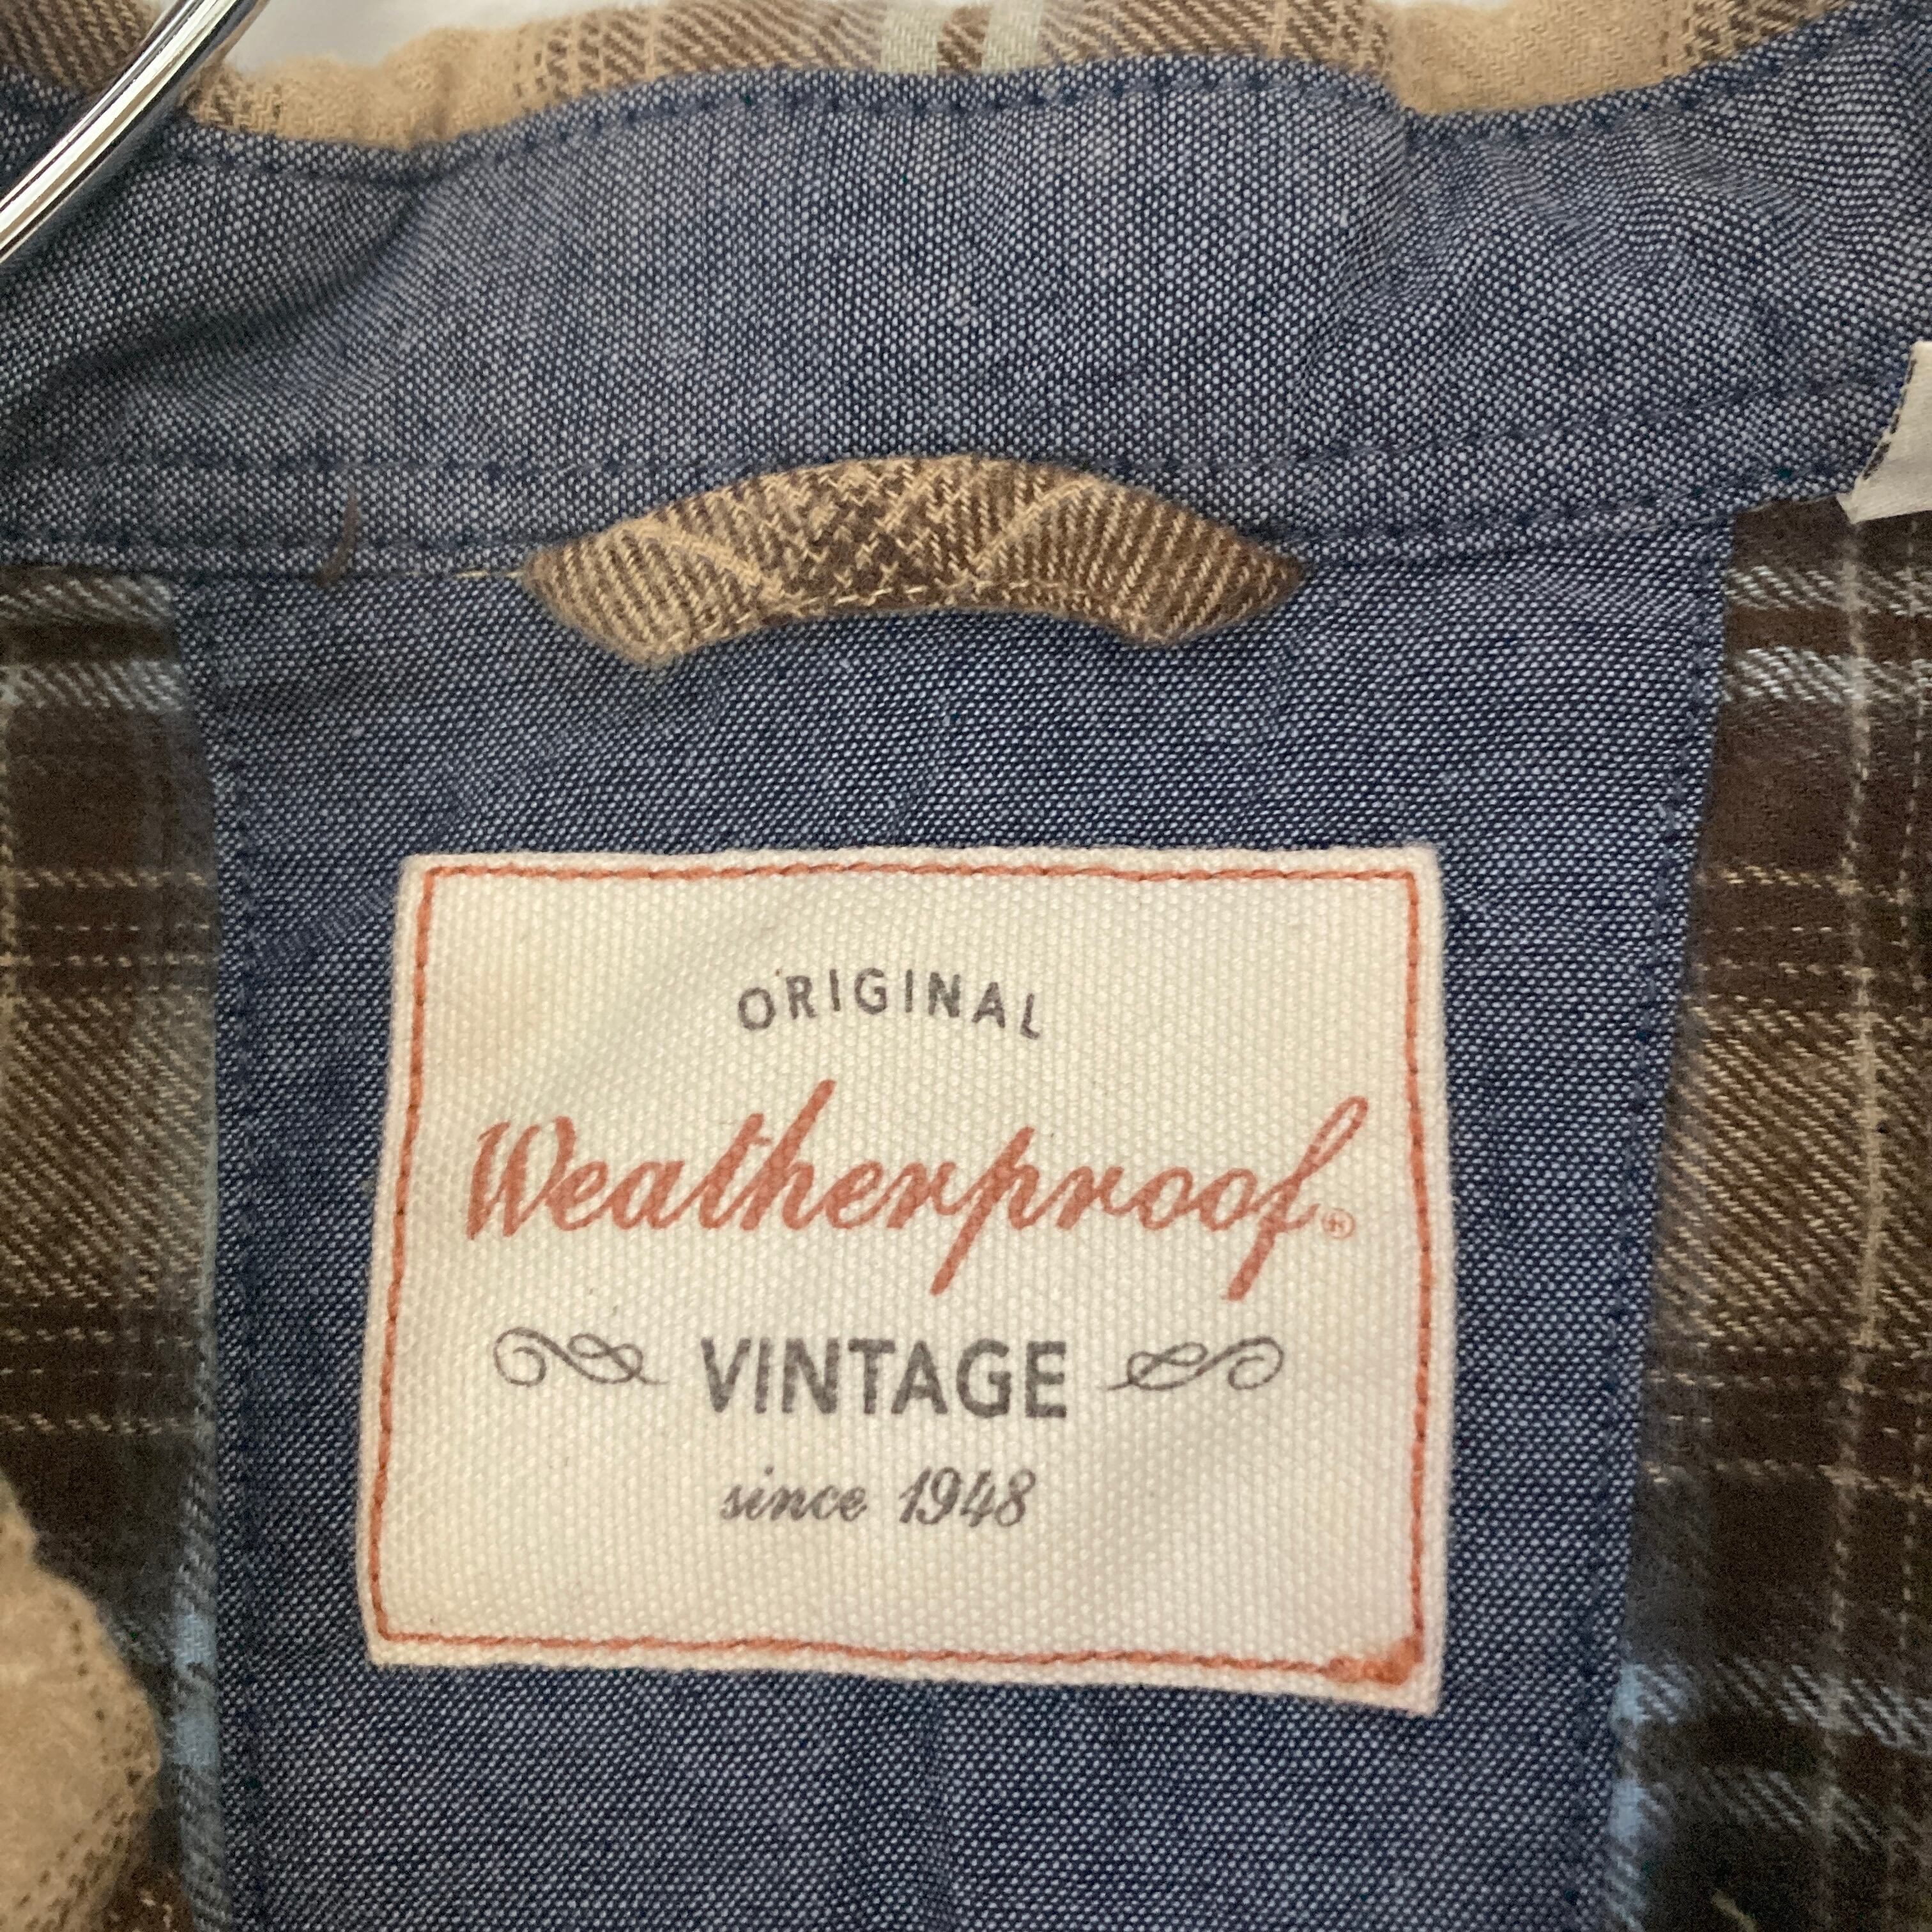 ORIGINAL
Weatherproof®
VINTAGE
since 1948